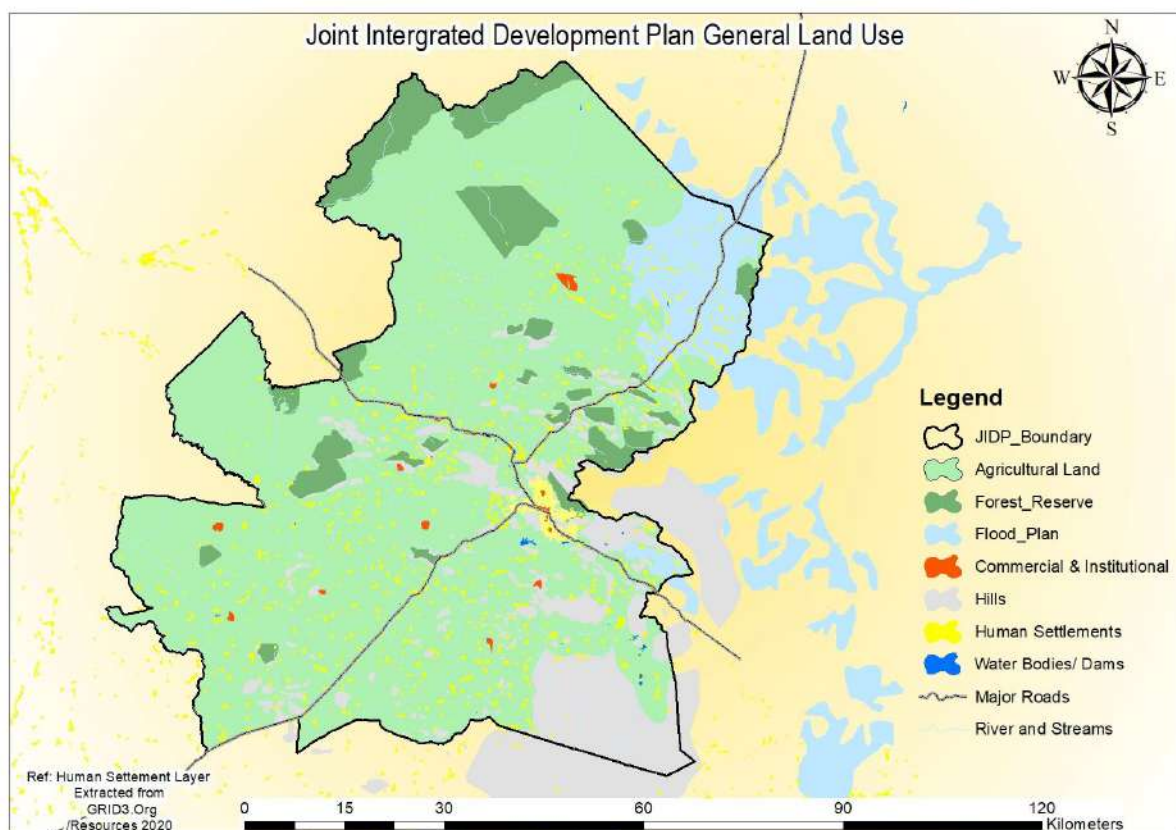 Joint Intergrated Development Plan General Land Use
N
W E
S
Legend
JIDP_Boundary
Agricultural Land
Forest_Reserve
Flood_Plan
Commercial & Institutional
Hills
Human Settlements
Water Bodies/ Dams
Major Roads
River and Streams
Ref: Human Settement Layer
Extracted from
GRID3.Org
/Resources 2020
0 15 30 60 90 120
Kilometers